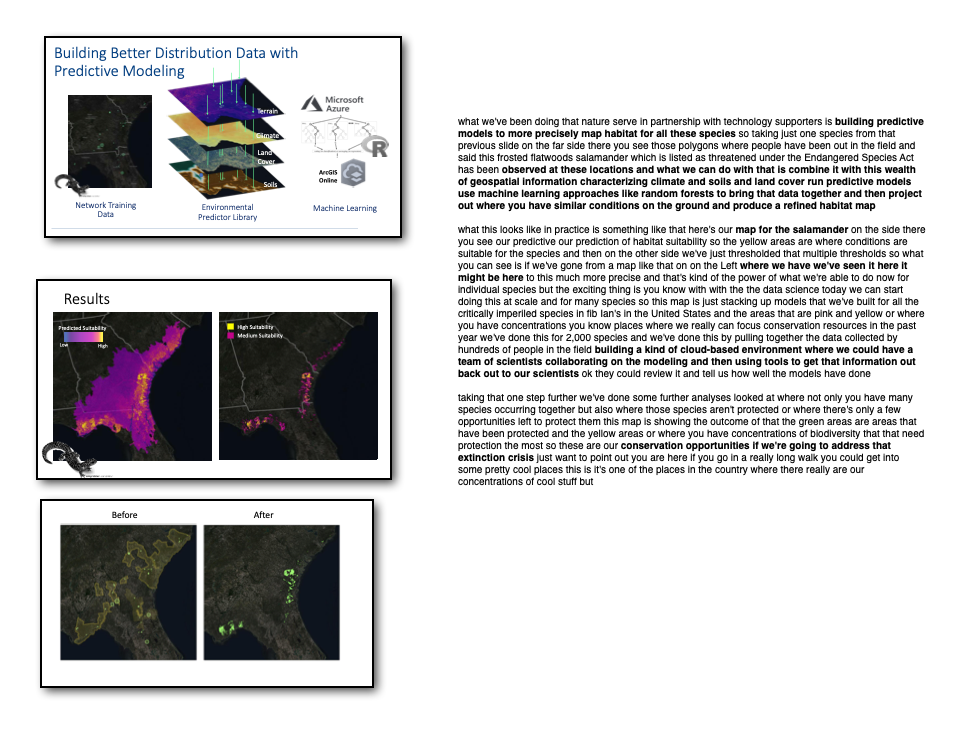 Building Better Distribution Data with
Predictive Modeling
Terrain
Climate
Land
Cover
Soils
Microsoft
Azure
R
ArcGIS
Online
Network Training
Data
Environmental
Predictor Library
Machine Learning
Results
Predicted Suitability
Low
High
High Suitability
Medium Suitability
Before
After
what we've been doing that nature serve in partnership with technology supporters is building predictive
models to more precisely map habitat for all these species so taking just one species from that
previous slide on the far side there you see those polygons where people have been out in the field and
said this frosted flatwoods salamander which is listed as threatened under the Endangered Species Act
has been observed at these locations and what we can do with that is combine it with this wealth
of geospatial information characterizing climate and soils and land cover run predictive models
use machine learning approaches like random forests to bring that data together and then project
out where you have similar conditions on the ground and produce a refined habitat map
what this looks like in practice is something like that here's our map for the salamander on the side there
you see our predictive our prediction of habitat suitability so the yellow areas are where conditions are
suitable for the species and then on the other side we've just thresholded that multiple thresholds so what
you can see is if we've gone from a map like that on on the Left where we have we've seen it here it
might be here to this much more precise and that's kind of the power of what we're able to do now for
individual species but the exciting thing is you know with with the the data science today we can start
doing this at scale and for many species so this map is just stacking up models that we've built for all the
critically imperiled species in fib Ian's in the United States and the areas that are pink and yellow or where
you have concentrations you know places where we really can focus conservation resources in the past
year we've done this for 2,000 species and we've done this by pulling together the data collected by
hundreds of people in the field building a kind of cloud-based environment where we could have a
team of scientists collaborating on the modeling and then using tools to get that information out
back out to our scientists ok they could review it and tell us how well the models have done
taking that one step further we've done some further analyses looked at where not only you have many
species occurring together but also where those species aren't protected or where there's only a few
opportunities left to protect them this map is showing the outcome of that the green areas are areas that
have been protected and the yellow areas or where you have concentrations of biodiversity that that need
protection the most so these are our conservation opportunities if we're going to address that
extinction crisis just want to point out you are here if you go in a really long walk you could get into
some pretty cool places this is it's one of the places in the country where there really are our
concentrations of cool stuff but